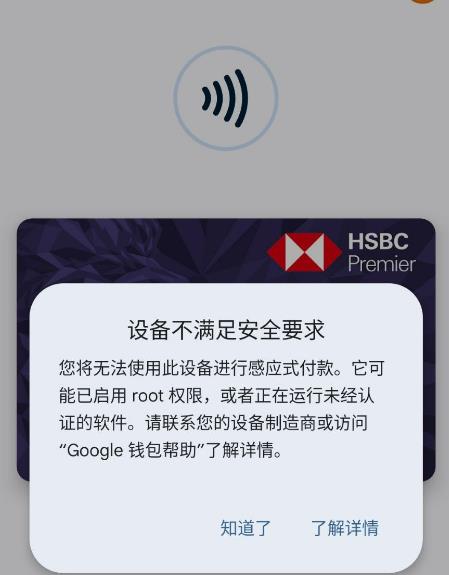 HSBC
Premier
设备不满足安全要求
您将无法使用此设备进行感应式付款。它可
能已启用 root 权限，或者正在运行未经认
证的软件。请联系您的设备制造商或访问
“Google 钱包帮助”了解详情。
知道了 了解详情